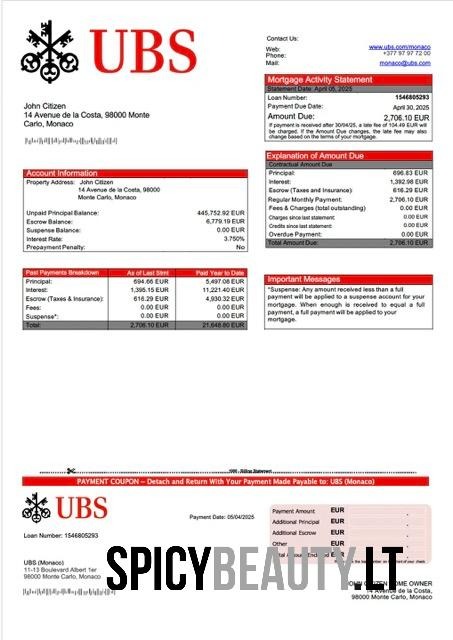 UBS
Contact Us:
Web: www.ubs.com/monaco
Phone: +377 97 97 72 00
Mail: monaco@ubs.com
John Citizen
14 Avenue de la Costa, 98000 Monte
Carlo, Monaco
Mortgage Activity Statement
Statement Date: April 05, 2025
Loan Number: 1546805293
Payment Due Date: April 30, 2025
Amount Due: 2,706.10 EUR
If payment is received after 30/04/25, a late fee of 104.49 EUR will
be charged. If the Amount Due changes, the late fee may also
change based on the terms of your mortgage.
Explanation of Amount Due
Contractual Amount Due
Principal: 696.83 EUR
Interest: 1,392.98 EUR
Escrow (Taxes and Insurance): 616.29 EUR
Regular Monthly Payment: 2,706.10 EUR
Fees & Charges (total outstanding) 0.00 EUR
Charges since last statement: 0.00 EUR
Credits since last statement: 0.00 EUR
Overdue Payment: 0.00 EUR
Total Amount Due: 2,706.10 EUR
Account Information
Property Address: John Citizen
14 Avenue de la Costa, 98000
Monte Carlo, Monaco
Unpaid Principal Balance: 445,752.92 EUR
Escrow Balance: 6,779.19 EUR
Suspense Balance: 0.00 EUR
Interest Rate: 3.750%
Prepayment Penalty: No
Past Payments Breakdown As of Last Stmt Paid Year to Date
Principal: 694.66 EUR 5,497.08 EUR
Interest: 1,395.15 EUR 11,221.40 EUR
Escrow (Taxes & Insurance): 616.29 EUR 4,930.32 EUR
Fees: 0.00 EUR 0.00 EUR
Suspense*: 0.00 EUR 0.00 EUR
Total: 2,706.10 EUR 21,648.80 EUR
Important Messages
*Suspense: Any amount received less than a full
payment will be applied to a suspense account for your
mortgage. When enough is received to equal a full
payment, a full payment will be applied to your
mortgage.
PAYMENT COUPON – Detach and Return With Your Payment Made Payable to: UBS (Monaco)
UBS
Payment Date: 05/04/2025
Loan Number: 1546805293
Payment Amount EUR
Additional Principal EUR
Additional Escrow EUR
Other EUR
EUR
UBS (Monaco)
11-13 Boulevard Albert 1er
98000 Monte Carlo, Monaco
SPICYBEAUTY.LT
14 Avenue de la Costa, 98000
Monte Carlo, Monaco